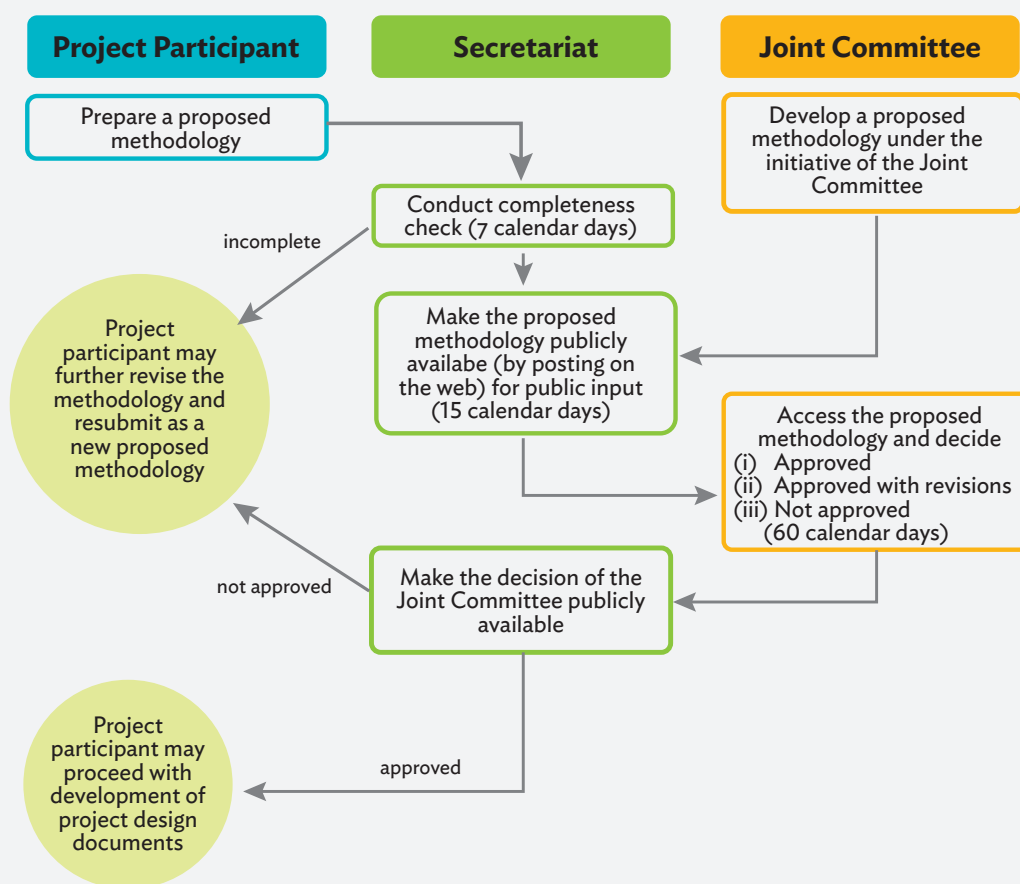 Project Participant
Secretariat
Joint Committee
Prepare a proposed
methodology
Develop a proposed
methodology under the
initiative of the Joint
Committee
Conduct completeness
check (7 calendar days)
incomplete
Project
participant may
further revise the
methodology and
resubmit as a
new proposed
methodology
Make the proposed
methodology publicly
availabe (by posting on
the web) for public input
(15 calendar days)
Access the proposed
methodology and decide
(i) Approved
(ii) Approved with revisions
(iii) Not approved
(60 calendar days)
not approved
Make the decision of the
Joint Committee publicly
available
approved
Project
participant may
proceed with
development of
project design
documents